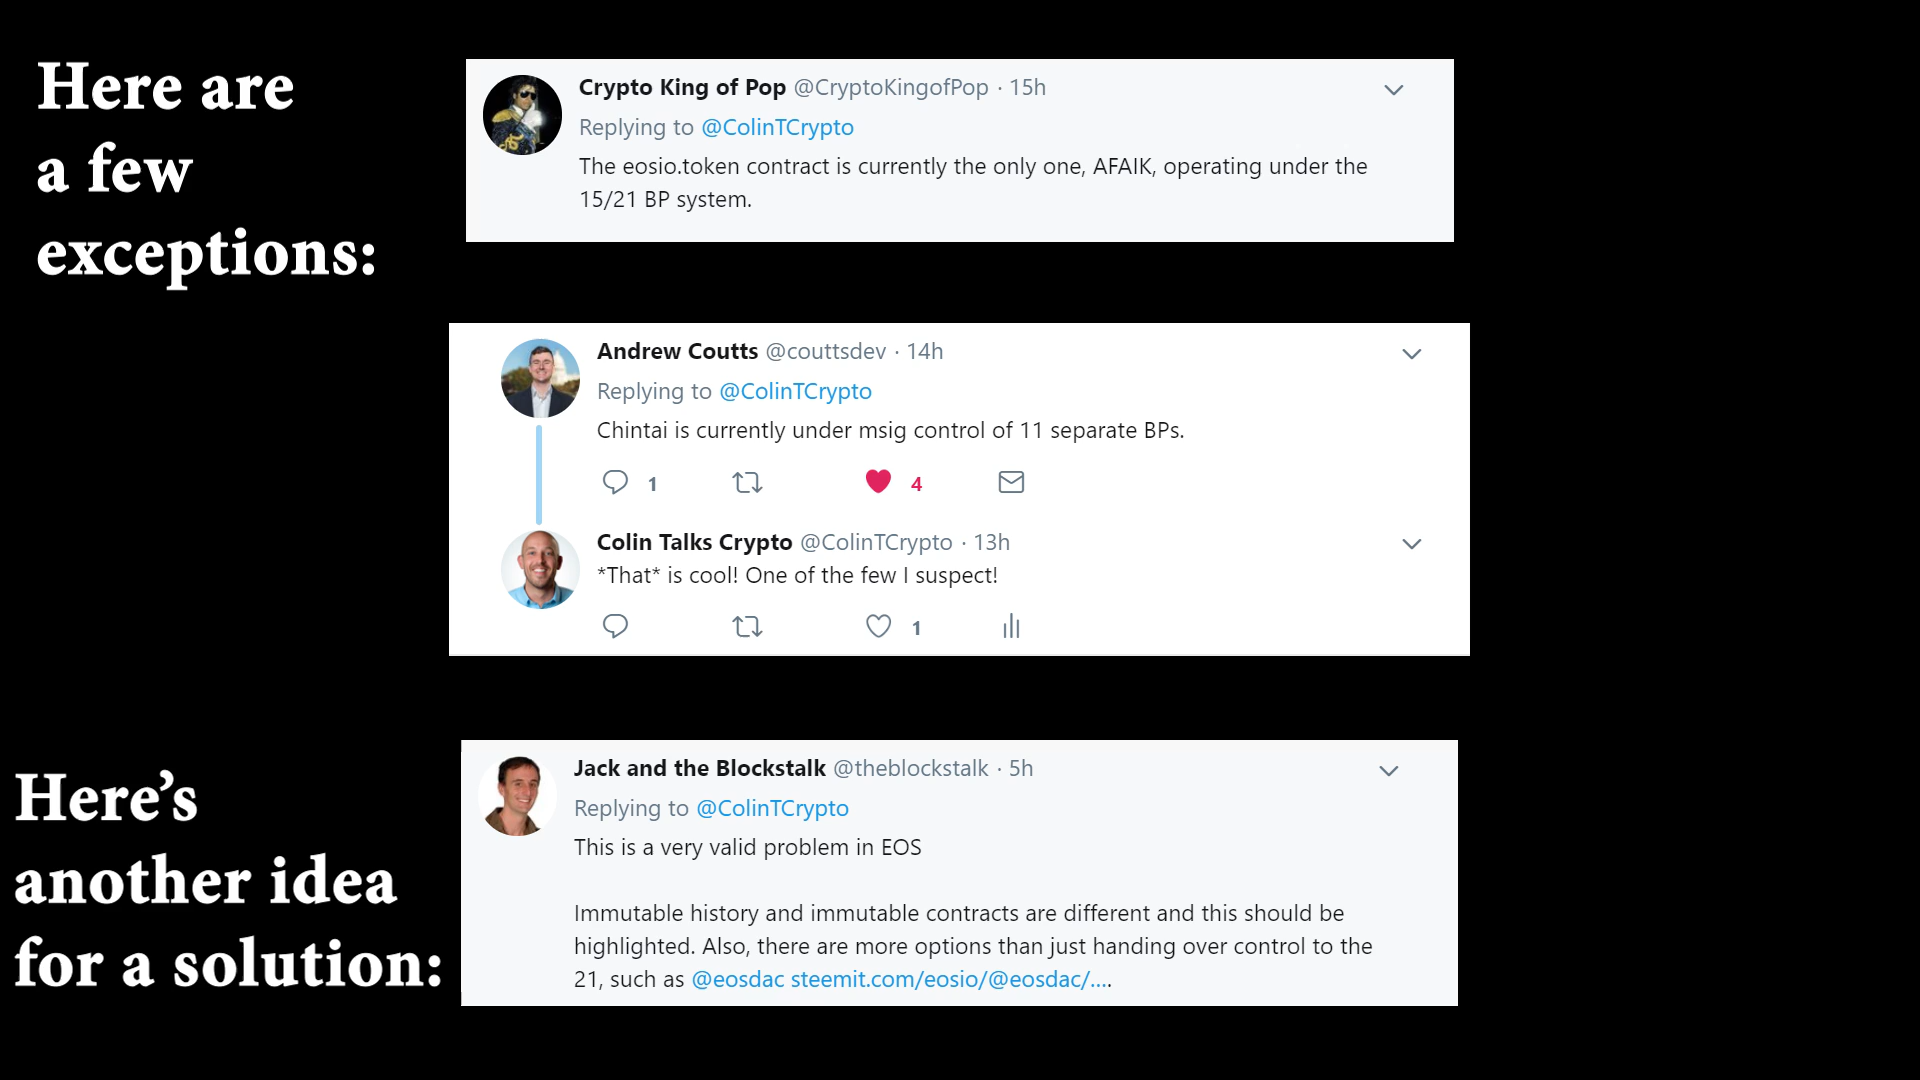 Here are
a few
exceptions:
Crypto King of Pop @CryptoKingofPop · 15h
Replying to @ColinTCrypto
The eosio.token contract is currently the only one, AFAIK, operating under the
15/21 BP system.
Andrew Coutts @couttsdev · 14h
Replying to @ColinTCrypto
Chintai is currently under msig control of 11 separate BPs.
1 4
Colin Talks Crypto @ColinTCrypto · 13h
*That* is cool! One of the few I suspect!
1
Here’s
another idea
for a solution:
Jack and the Blockstalk @theblockstalk · 5h
Replying to @ColinTCrypto
This is a very valid problem in EOS
Immutable history and immutable contracts are different and this should be
highlighted. Also, there are more options than just handing over control to the
21, such as @eosdac steemit.com/eosio/@eosdac/....